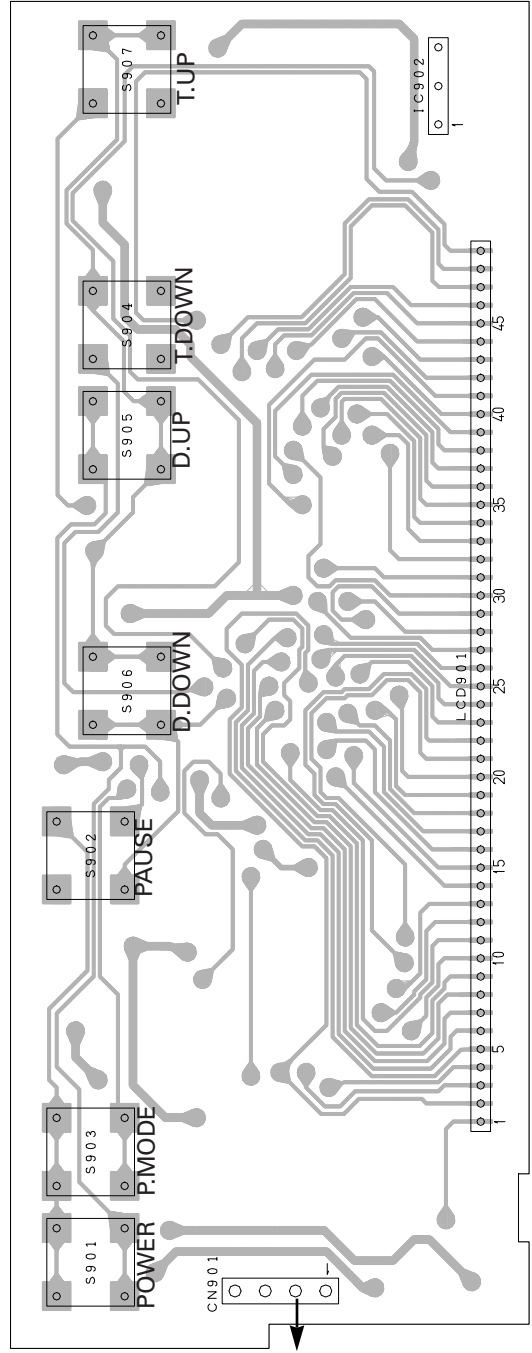 S907
T.UP
IC902
1
S904
T.DOWN
45
S905
D.UP
40
35
30
S906
D.DOWN
LCD901
25
20
S902
PAUSE
15
10
5
S903
P.MODE
1
S901
POWER
CN901
1